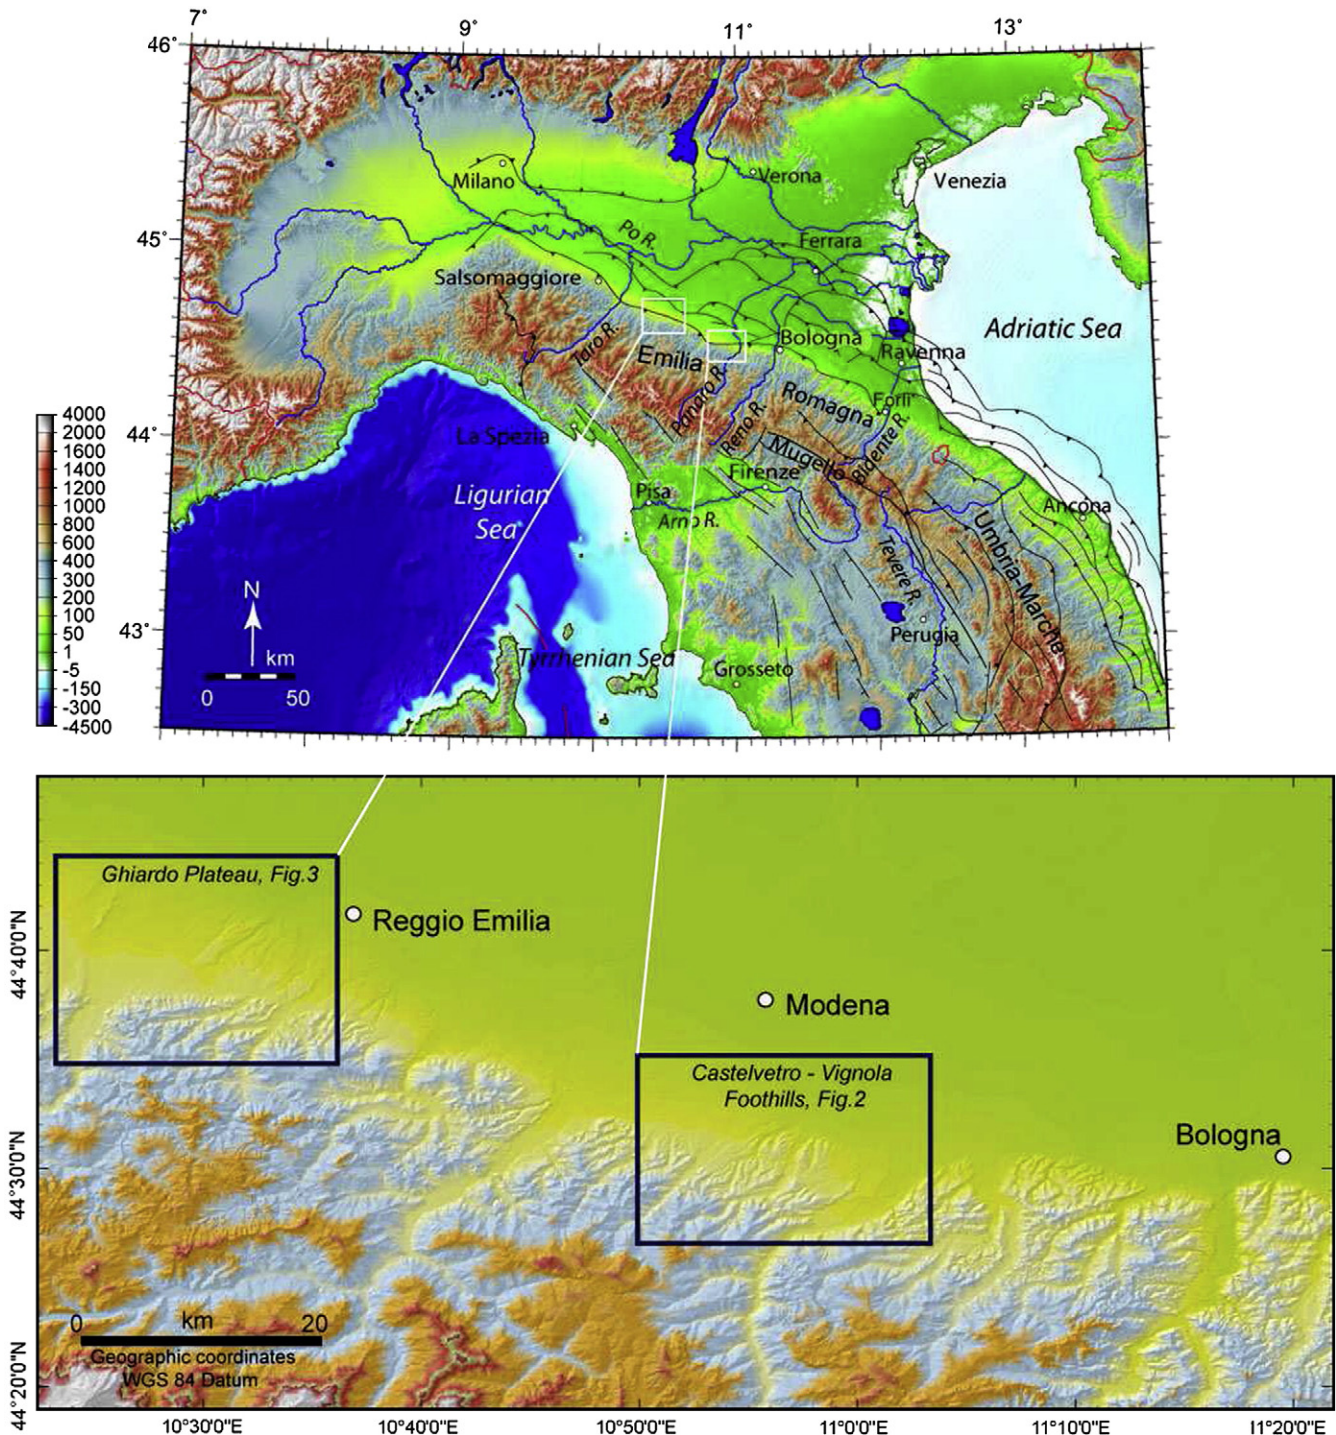 7°
9°
11°
13°
46°
Milano
Verona
Venezia
Po R.
45°
Ferrara
Salsomaggiore
Adriatic Sea
Taro R.
Emilia
Bologna
Ravenna
Panaro R.
Romagna
Forlì
4000
2000
1600
1400
1200
1000
800
600
400
300
200
100
50
1
-5
-150
-300
-4500
44°
La Spezia
Reno R.
Mugello
Bidente R.
Firenze
Ligurian
Sea
Pisa
Arno R.
Ancona
Umbria-Marche
Tevere R.
N
km
0
50
43°
Perugia
Tyrrhenian Sea
Grosseto
Ghiardo Plateau, Fig.3
Reggio Emilia
44°40'0"N
Modena
Castelvetro - Vignola
Foothills, Fig.2
Bologna
44°30'0"N
0
km
20
Geographic coordinates
WGS 84 Datum
44°20'0"N
10°30'0"E
10°40'0"E
10°50'0"E
11°00'0"E
11°10'0"E
11°20'0"E